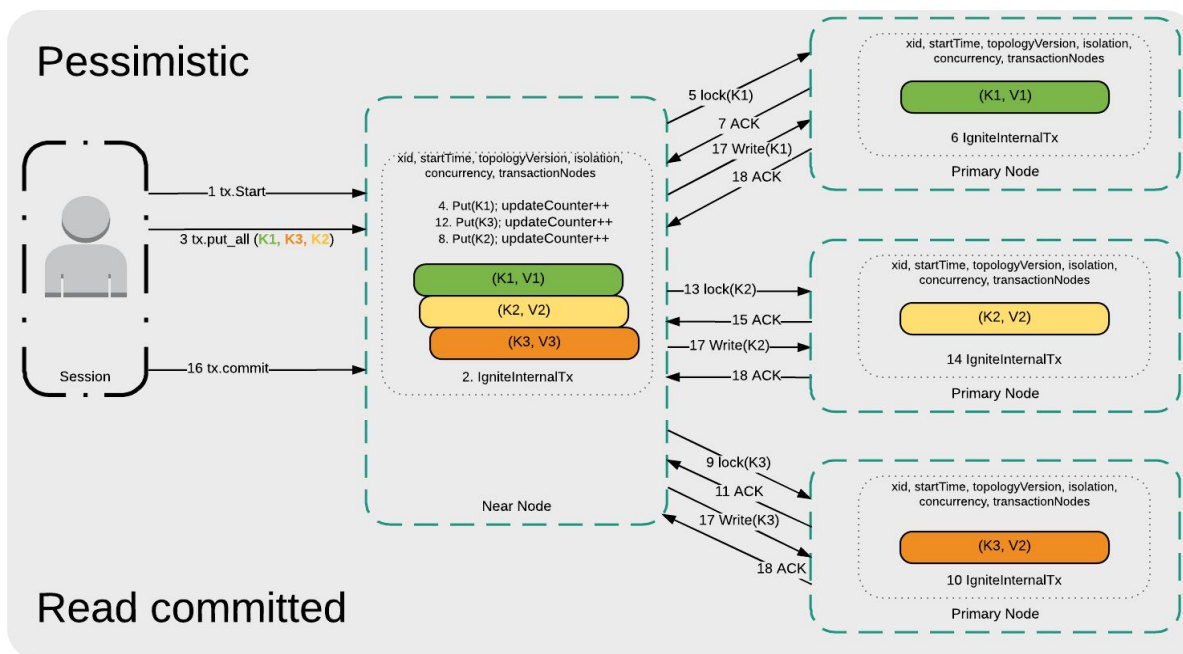 Pessimistic
1 tx.Start
3 tx.put_all (K1, K3, K2)
16 tx.commit
Session
xid, startTime, topologyVersion, isolation,
concurrency, transactionNodes
4. Put(K1); updateCounter++
12. Put(K3); updateCounter++
8. Put(K2); updateCounter++
(K1, V1)
(K2, V2)
(K3, V3)
2. IgniteInternalTx
Near Node
5 lock(K1)
7 ACK
17 Write(K1)
18 ACK
xid, startTime, topologyVersion, isolation,
concurrency, transactionNodes
(K1, V1)
6 IgniteInternalTx
Primary Node
13 lock(K2)
15 ACK
17 Write(K2)
18 ACK
xid, startTime, topologyVersion, isolation,
concurrency, transactionNodes
(K2, V2)
14 IgniteInternalTx
Primary Node
9 lock(K3)
11 ACK
17 Write(K3)
18 ACK
xid, startTime, topologyVersion, isolation,
concurrency, transactionNodes
(K3, V2)
10 IgniteInternalTx
Primary Node
Read committed